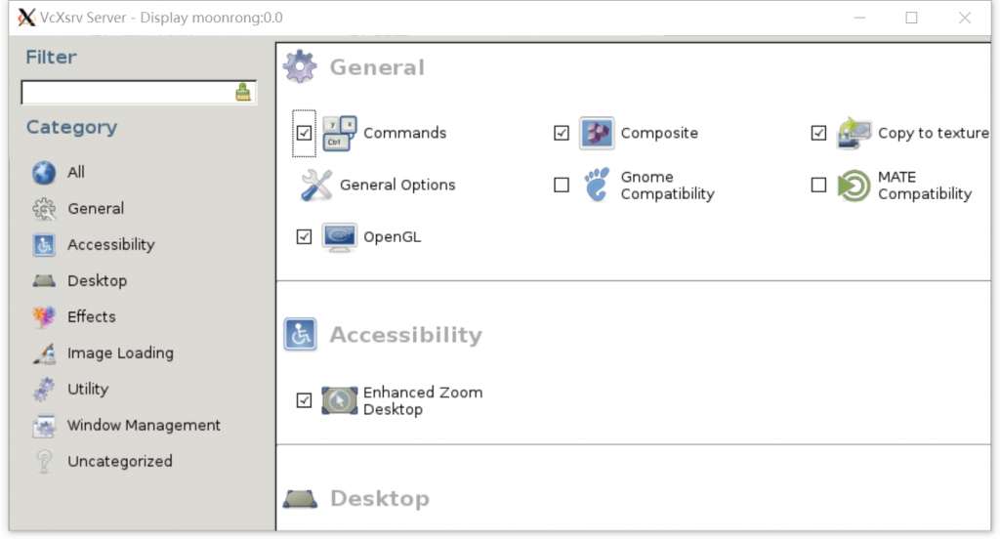 VcXsrv Server - Display moonrong:0.0
Filter
Category
All
General
Accessibility
Desktop
Effects
Image Loading
Utility
Window Management
Uncategorized
General
y x
Ctrl
Commands
Composite
Copy to texture
General Options
Gnome
Compatibility
MATE
Compatibility
OpenGL
Accessibility
Enhanced Zoom
Desktop
Desktop